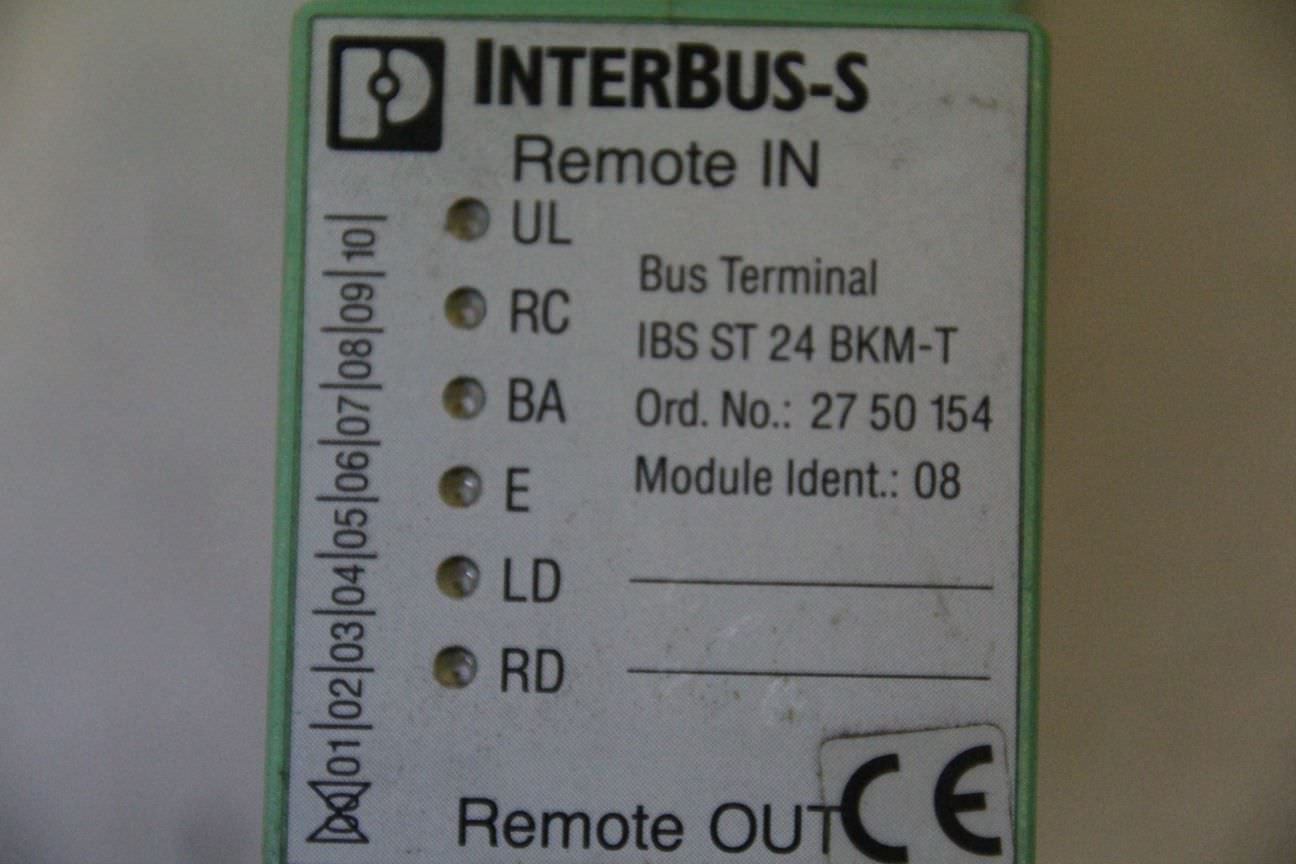 INTERBUS-S
Remote IN
UL
RC
BA
E
LD
RD
Bus Terminal
IBS ST 24 BKM-T
Ord. No.: 27 50 154
Module Ident.: 08
00|01|02|03|04|05|06|07|08|09|10|
Remote OUT
CE